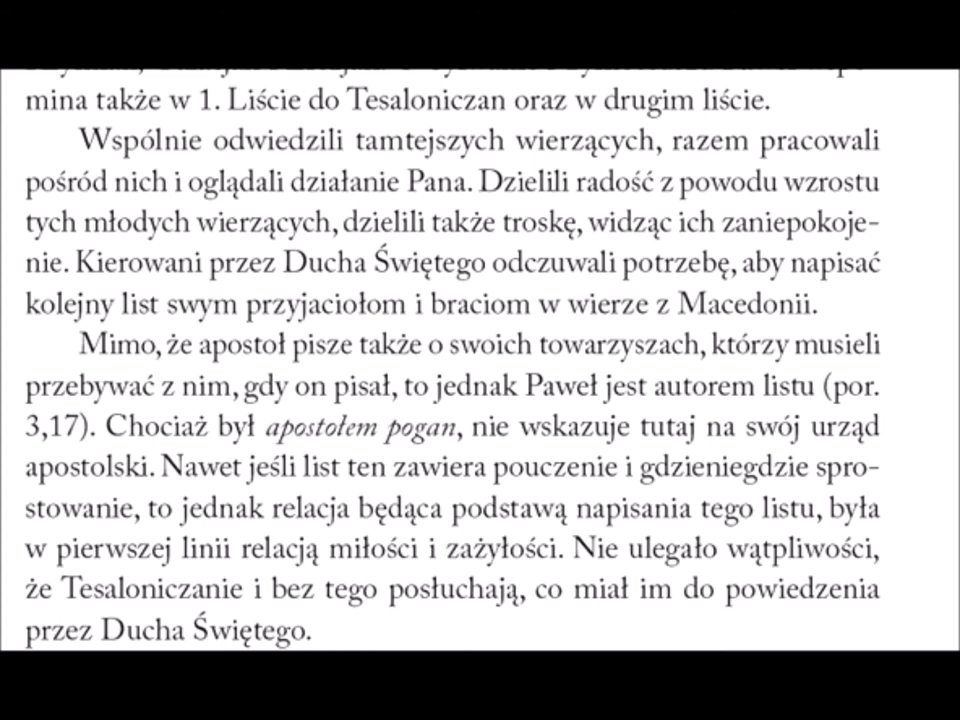 mina także w 1. Liście do Tesaloniczan oraz w drugim liście.
Wspólnie odwiedzili tamtejszych wierzących, razem pracowali
pośród nich i oglądali działanie Pana. Dzielili radość z powodu wzrostu
tych młodych wierzących, dzielili także troskę, widząc ich zaniepokoje-
nie. Kierowani przez Ducha Świętego odczuwali potrzebę, aby napisać
kolejny list swym przyjaciołom i braciom w wierze z Macedonii.
Mimo, że apostoł pisze także o swoich towarzyszach, którzy musieli
przebywać z nim, gdy on pisał, to jednak Paweł jest autorem listu (por.
3,17). Chociaż był apostołem pogan, nie wskazuje tutaj na swój urząd
apostolski. Nawet jeśli list ten zawiera pouczenie i gdzieniegdzie spro-
stowanie, to jednak relacja będąca podstawą napisania tego listu, była
w pierwszej linii relacją miłości i zażyłości. Nie ulegało wątpliwości,
że Tesaloniczanie i bez tego posłuchają, co miał im do powiedzenia
przez Ducha Świętego.